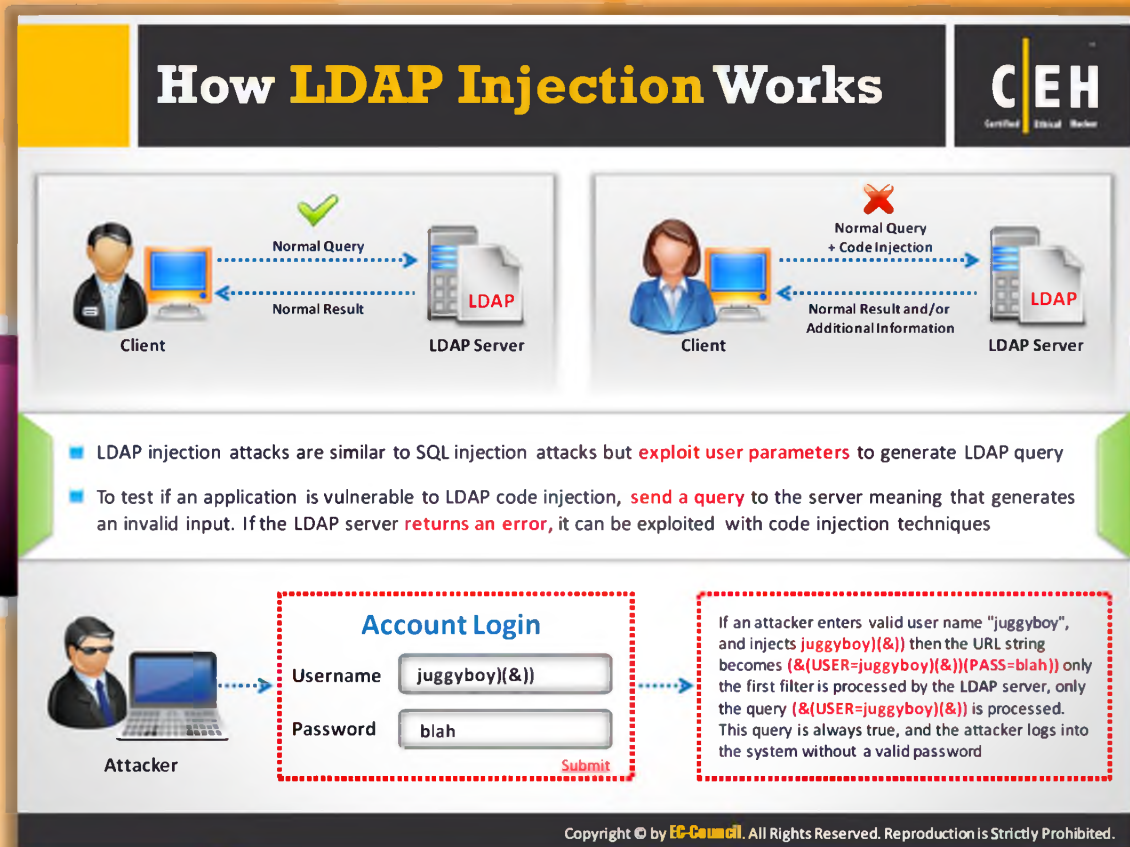 How LDAP Injection Works
C EH
Certified Ethical Hacker
Normal Query
Normal Result
LDAP
Client
LDAP Server
Normal Query
+ Code Injection
Normal Result and/or
Additional Information
LDAP
Client
LDAP Server
LDAP injection attacks are similar to SQL injection attacks but exploit user parameters to generate LDAP query
To test if an application is vulnerable to LDAP code injection, send a query to the server meaning that generates
an invalid input. If the LDAP server returns an error, it can be exploited with code injection techniques
Attacker
Account Login
Username
juggyboy)(&))
Password
blah
Submit
If an attacker enters valid user name "juggyboy",
and injects juggyboy)(&)) then the URL string
becomes (&(USER=juggyboy)(&))(PASS=blah)) only
the first filter is processed by the LDAP server, only
the query (&(USER=juggyboy)(&)) is processed.
This query is always true, and the attacker logs into
the system without a valid password
Copyright © by EC-Council. All Rights Reserved. Reproduction is Strictly Prohibited.